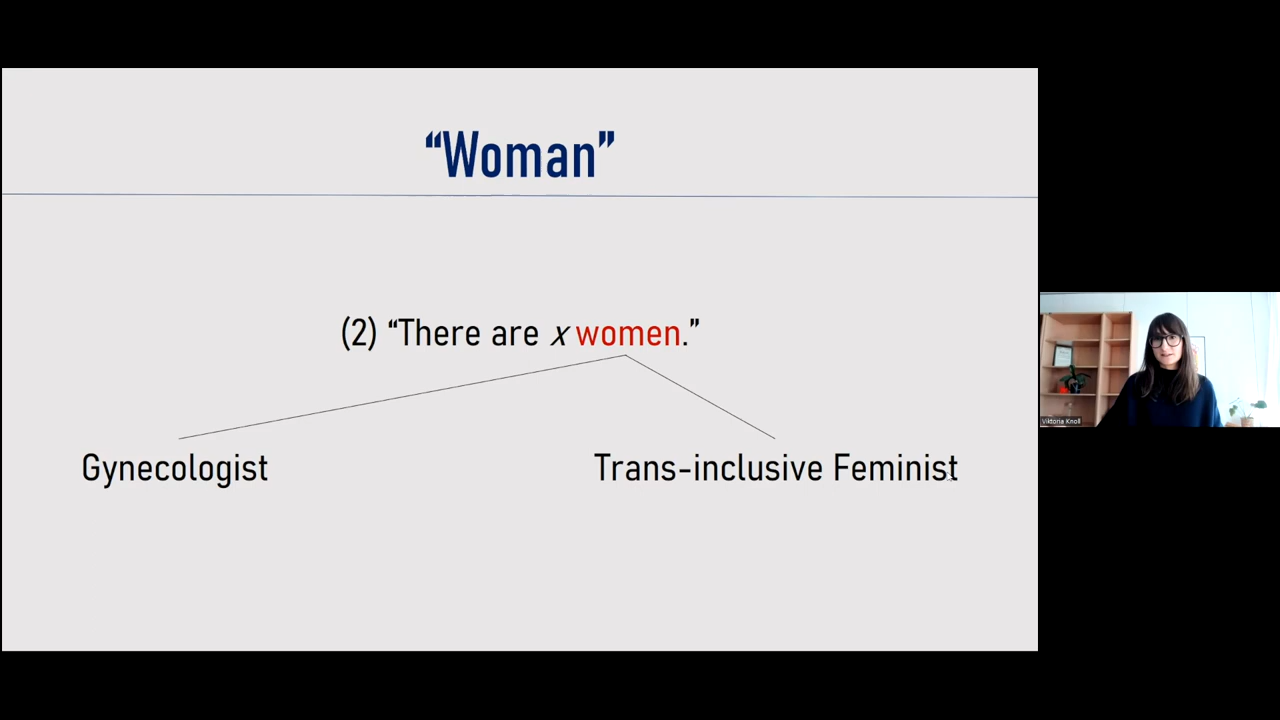 “Woman”
(2) “There are x women.”
Gynecologist
Trans-inclusive Feminist
Viktoria Knoll